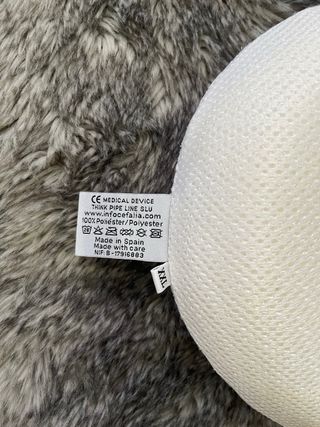 CE MEDICAL DEVICE
THINK PIPE LINE SLU
www.infocefalia.com
100% Poliéster/Polyester
Made in Spain
Made with care
NIF: B-17916883
XXL